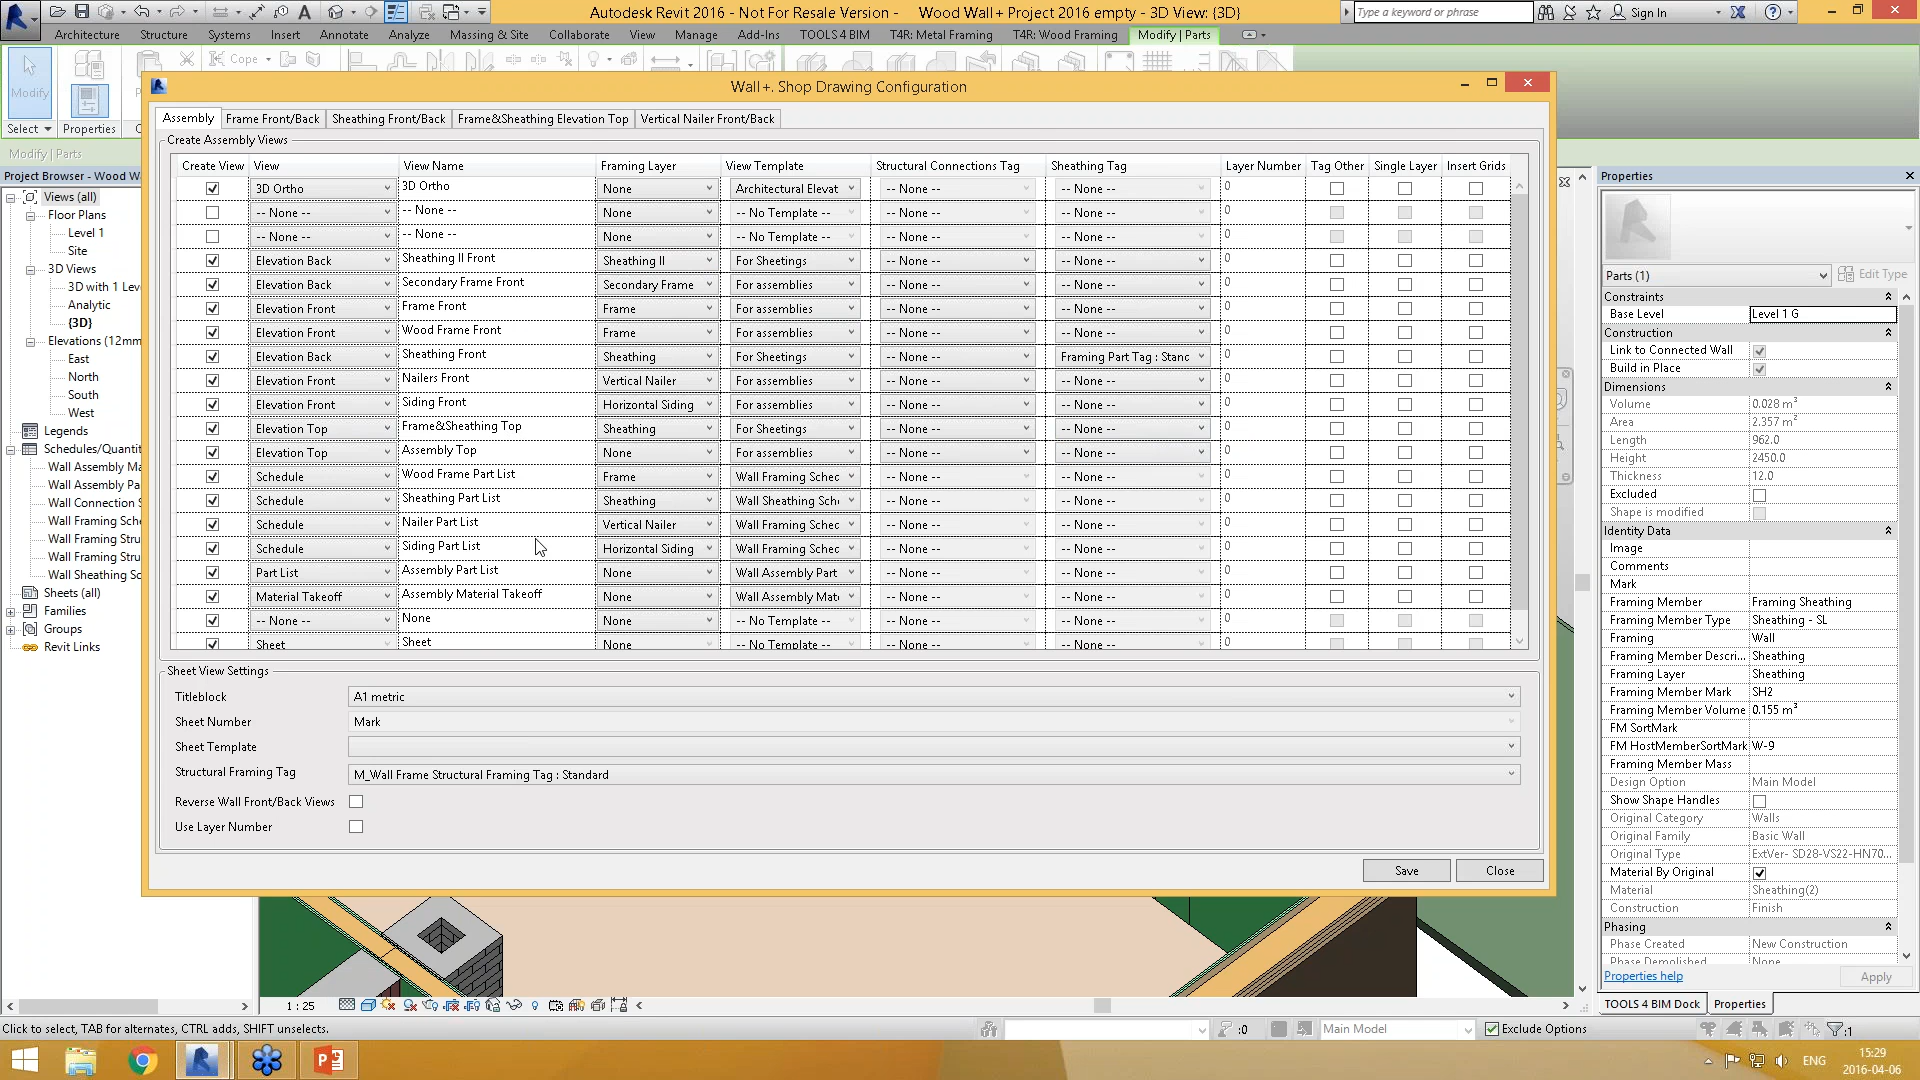 Autodesk Revit 2016 - Not For Resale Version -    Wood Wall+ Project 2016 empty - 3D View: {3D}
Type a keyword or phrase
Sign In
Architecture Structure Systems Insert Annotate Analyze Massing & Site Collaborate View Manage Add-Ins TOOLS 4 BIM T4R: Metal Framing T4R: Wood Framing Modify | Parts
Modify
Cope
Select
Properties
Modify | Parts
Project Browser - Wood W
Views (all)
Floor Plans
Level 1
Site
3D Views
3D with 1 Lev
Analytic
{3D}
Elevations (12mm
East
North
South
West
Legends
Schedules/Quantit
Wall Assembly Ma
Wall Assembly Pa
Wall Connection S
Wall Framing Sche
Wall Framing Stru
Wall Framing Stru
Wall Sheathing Sc
Sheets (all)
Families
Groups
Revit Links
Wall+. Shop Drawing Configuration
Assembly Frame Front/Back Sheathing Front/Back Frame&Sheathing Elevation Top Vertical Nailer Front/Back
Create Assembly Views
Create View View View Name Framing Layer View Template Structural Connections Tag Sheathing Tag Layer Number Tag Other Single Layer Insert Grids
3D Ortho 3D Ortho None Architectural Elevat -- None -- -- None -- 0
-- None -- -- None -- None -- No Template -- -- None -- -- None -- 0
-- None -- -- None -- None -- No Template -- -- None -- -- None -- 0
Elevation Back Sheathing II Front Sheathing II For Sheetings -- None -- -- None -- 0
Elevation Back Secondary Frame Front Secondary Frame For assemblies -- None -- -- None -- 0
Elevation Front Frame Front Frame For assemblies -- None -- -- None -- 0
Elevation Front Wood Frame Front Frame For assemblies -- None -- -- None -- 0
Elevation Back Sheathing Front Sheathing For Sheetings -- None -- Framing Part Tag : Stanc 0
Elevation Front Nailers Front Vertical Nailer For assemblies -- None -- -- None -- 0
Elevation Front Siding Front Horizontal Siding For assemblies -- None -- -- None -- 0
Elevation Top Frame&Sheathing Top Sheathing For Sheetings -- None -- -- None -- 0
Elevation Top Assembly Top None For assemblies -- None -- -- None -- 0
Schedule Wood Frame Part List Frame Wall Framing Schec -- None -- -- None -- 0
Schedule Sheathing Part List Sheathing Wall Sheathing Sche -- None -- -- None -- 0
Schedule Nailer Part List Vertical Nailer Wall Framing Schec -- None -- -- None -- 0
Schedule Siding Part List Horizontal Siding Wall Framing Schec -- None -- -- None -- 0
Part List Assembly Part List None Wall Assembly Part -- None -- -- None -- 0
Material Takeoff Assembly Material Takeoff None Wall Assembly Mate -- None -- -- None -- 0
-- None -- None None -- No Template -- -- None -- -- None -- 0
Sheet Sheet None -- No Template -- -- None -- -- None -- 0
Sheet View Settings
Titleblock A1 metric
Sheet Number Mark
Sheet Template
Structural Framing Tag M_Wall Frame Structural Framing Tag : Standard
Reverse Wall Front/Back Views
Use Layer Number
Save Close
Properties
Parts (1) Edit Type
Constraints
Base Level Level 1 G
Construction
Link to Connected Wall
Build in Place
Dimensions
Volume 0.028 m³
Area 2.357 m²
Length 962.0
Height 2450.0
Thickness 12.0
Excluded
Shape is modified
Identity Data
Image
Comments
Mark
Framing Member Framing Sheathing
Framing Member Type Sheathing - SL
Framing Wall
Framing Member Descri... Sheathing
Framing Layer Sheathing
Framing Member Mark SH2
Framing Member Volume 0.155 m³
FM SortMark
FM HostMemberSortMark W-9
Framing Member Mass
Design Option Main Model
Show Shape Handles
Original Category Walls
Original Family Basic Wall
Original Type ExtVer- SD28-VS22-HN70...
Material By Original
Material Sheathing(2)
Construction Finish
Phasing
Phase Created New Construction
Phase Demolished None
Properties help Apply
TOOLS 4 BIM Dock Properties
1 : 25
Click to select, TAB for alternates, CTRL adds, SHIFT unselects.
:0
Main Model
Exclude Options
:1
ENG
15:29
2016-04-06